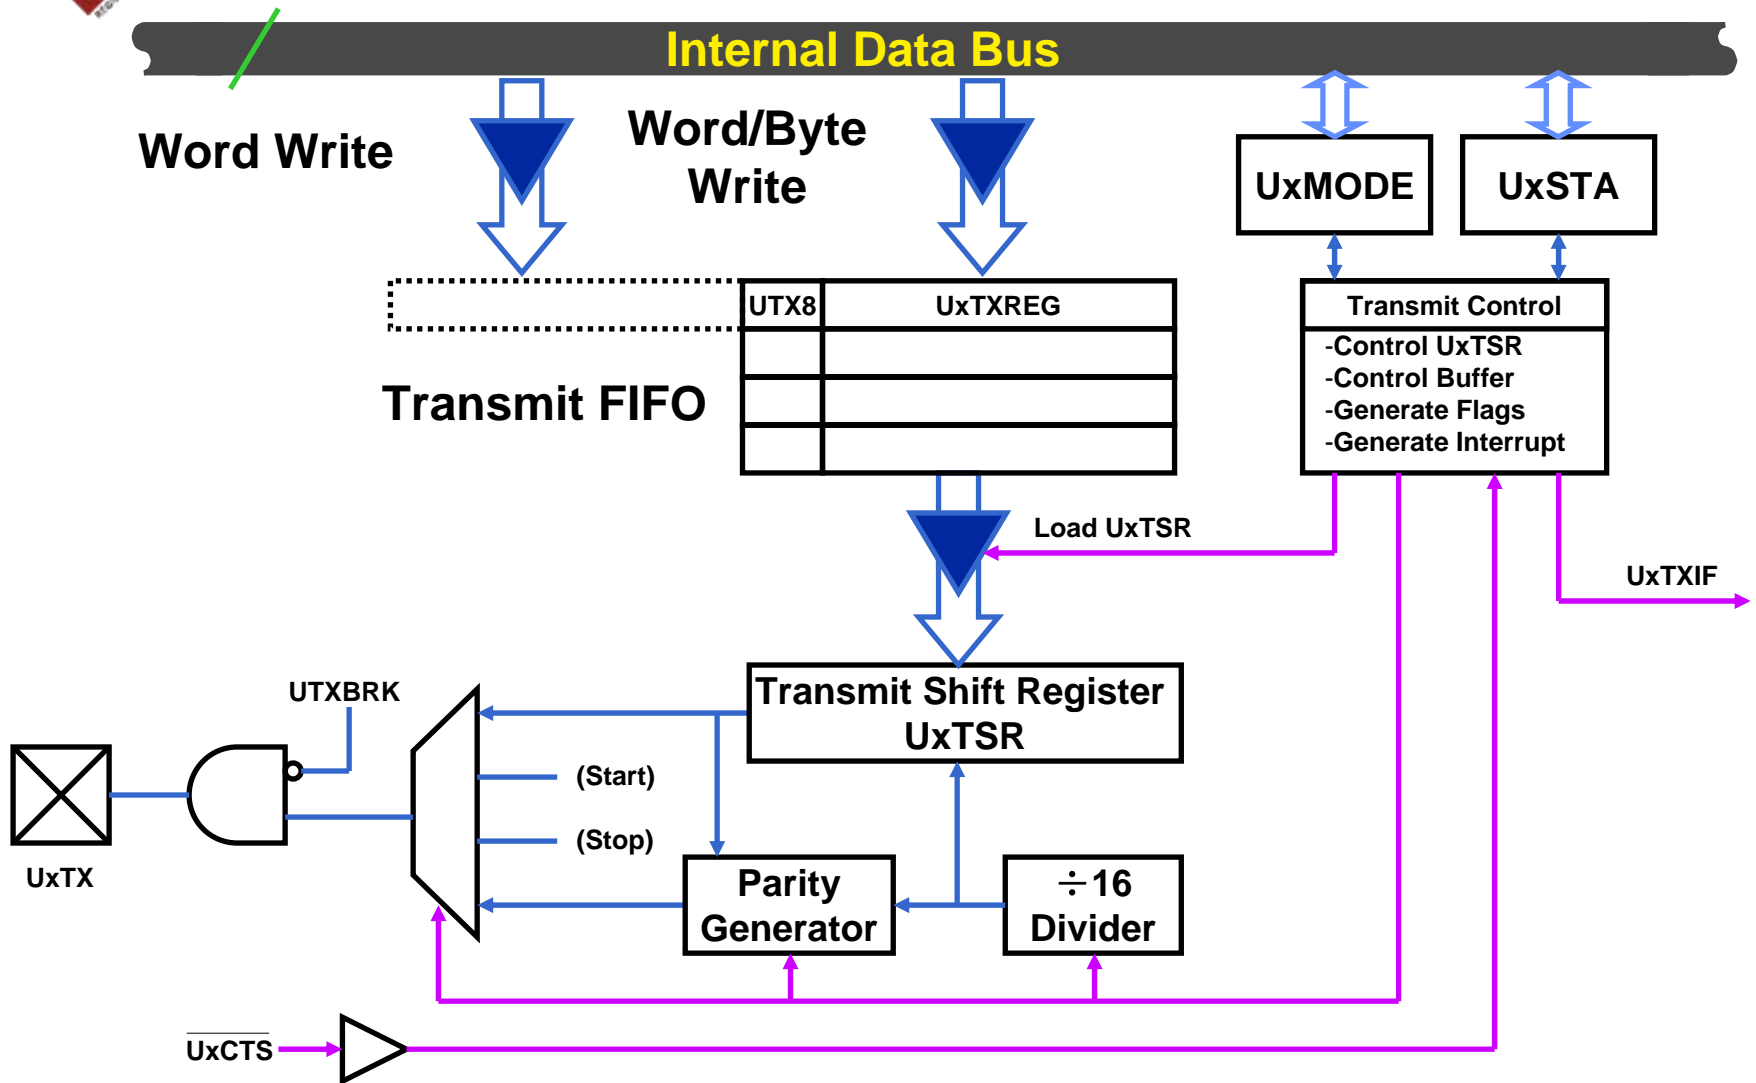 Internal Data Bus
Word Write
Word/Byte
Write
UxMODE
UxSTA
UTX8
UxTXREG
Transmit FIFO
Transmit Control
-Control UxTSR
-Control Buffer
-Generate Flags
-Generate Interrupt
Load UxTSR
UxTXIF
Transmit Shift Register
UxTSR
UTXBRK
(Start)
(Stop)
UxTX
Parity
Generator
÷16
Divider
UxCTS